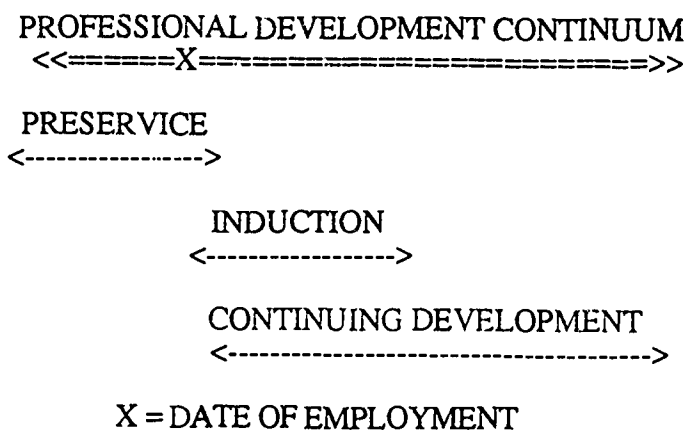 PROFESSIONAL DEVELOPMENT CONTINUUM
<<======X==========================>>
PRESERVICE
<------------------>
INDUCTION
<----------------->
CONTINUING DEVELOPMENT
<--------------------------------------->
X = DATE OF EMPLOYMENT